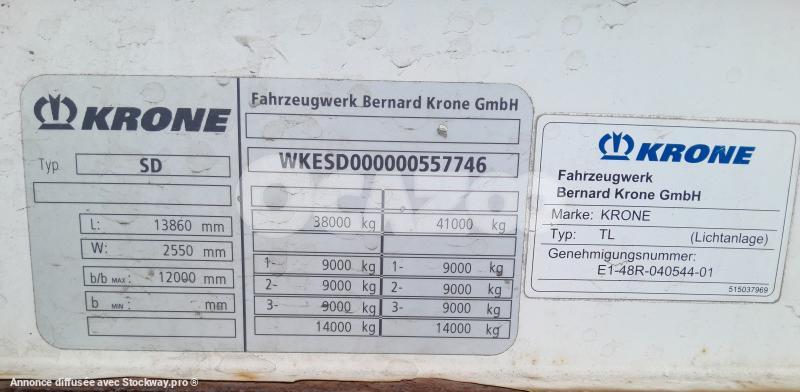 KRONE
Typ SD
L: 13860 mm
W: 2550 mm
b/b MAX: 12000 mm
b MIN: mm
Fahrzeugwerk Bernard Krone GmbH
WKESD000000557746
38000 kg 41000 kg
1- 9000 kg 1- 9000 kg
2- 9000 kg 2- 9000 kg
3- 9000 kg 3- 9000 kg
14000 kg 14000 kg
KRONE
Fahrzeugwerk
Bernard Krone GmbH
Marke: KRONE
Typ: TL (Lichtanlage)
Genehmigungsnummer:
E1-48R-040544-01
515037969
Annonce diffusée avec Stockway.pro ®